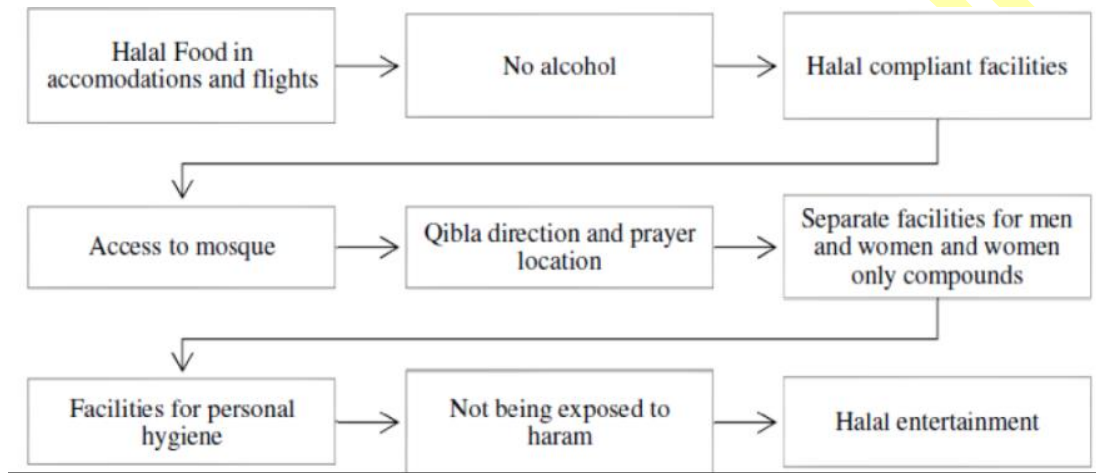 Halal Food in
accomodations and flights
No alcohol
Halal compliant facilities
Access to mosque
Qibla direction and prayer
location
Separate facilities for men
and women and women
only compounds
Facilities for personal
hygiene
Not being exposed to
haram
Halal entertainment